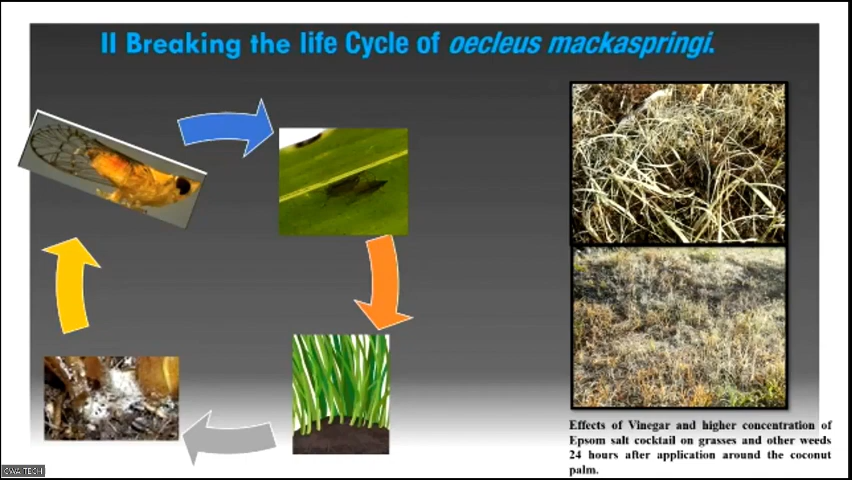 II Breaking the life Cycle of oecleus mackaspringi.
Effects of Vinegar and higher concentration of
Epsom salt cocktail on grasses and other weeds
24 hours after application around the coconut
palm.
CWA TECH